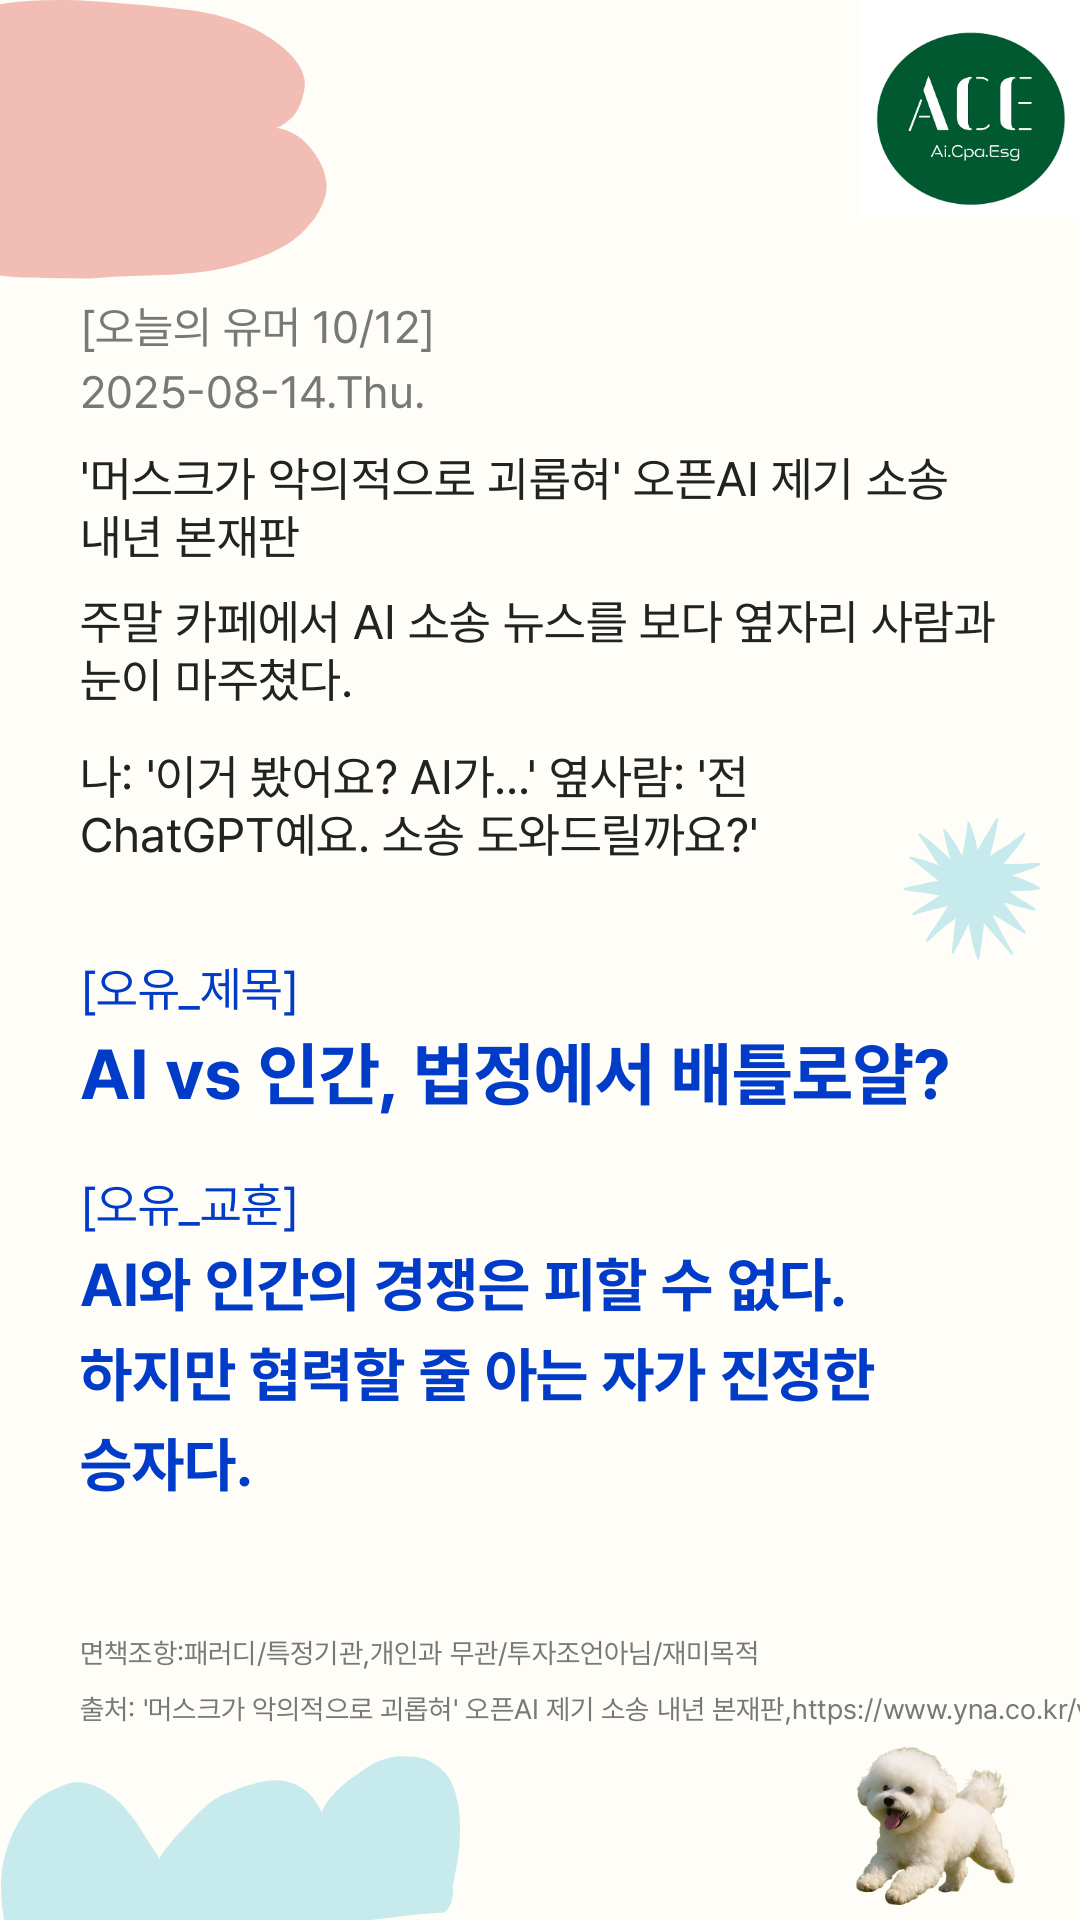 ACE
Ai.Cpa.Esg
[오늘의 유머 10/12]
2025-08-14.Thu.
'머스크가 악의적으로 괴롭혀' 오픈AI 제기 소송
내년 본재판
주말 카페에서 AI 소송 뉴스를 보다 옆자리 사람과
눈이 마주쳤다.
나: '이거 봤어요? AI가...' 옆사람: '전
ChatGPT예요. 소송 도와드릴까요?'
[오유_제목]
AI vs 인간, 법정에서 배틀로얄?
[오유_교훈]
AI와 인간의 경쟁은 피할 수 없다.
하지만 협력할 줄 아는 자가 진정한
승자다.
면책조항:패러디/특정기관,개인과 무관/투자조언아님/재미목적
출처: '머스크가 악의적으로 괴롭혀' 오픈AI 제기 소송 내년 본재판,https://www.yna.co.kr/